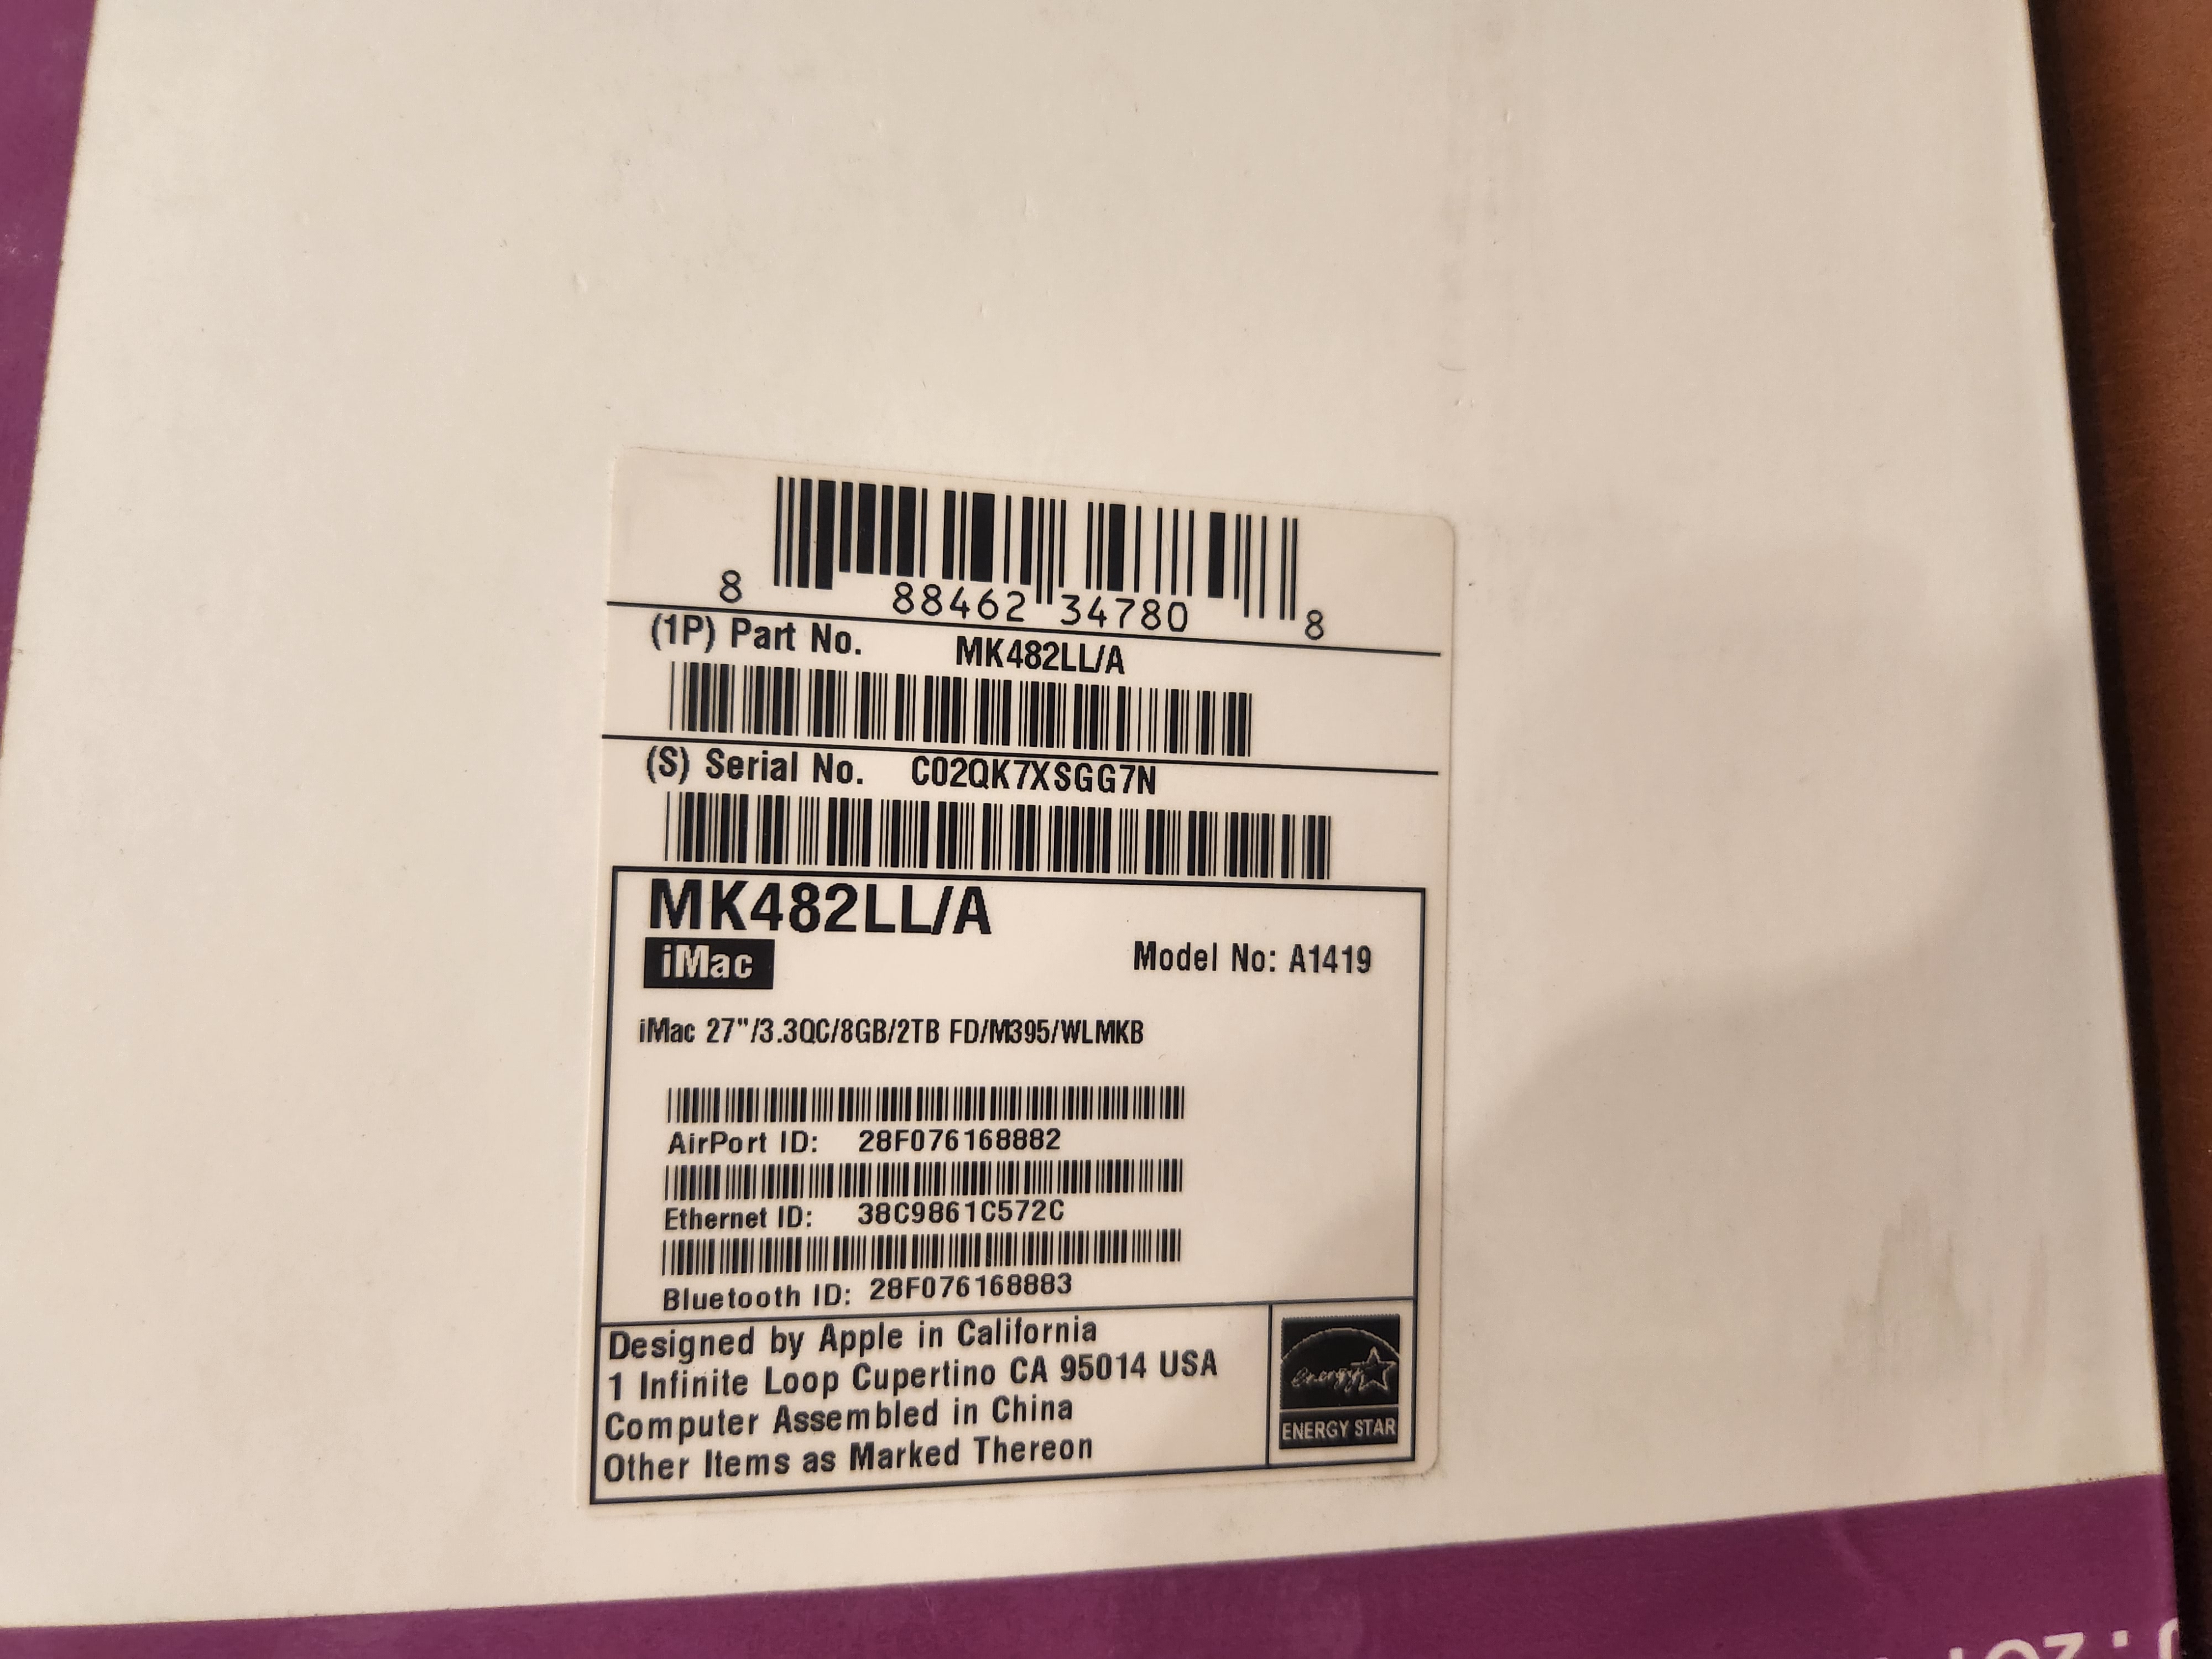 8 88462 34780 8
(1P) Part No. MK482LL/A
(S) Serial No. C02QK7XSGG7N
MK482LL/A
iMac Model No: A1419
iMac 27"/3.3QC/8GB/2TB FD/M395/WLMKB
AirPort ID: 28F076168882
Ethernet ID: 38C9861C572C
Bluetooth ID: 28F076168883
Designed by Apple in California
1 Infinite Loop Cupertino CA 95014 USA
Computer Assembled in China
Other Items as Marked Thereon
energy
ENERGY STAR